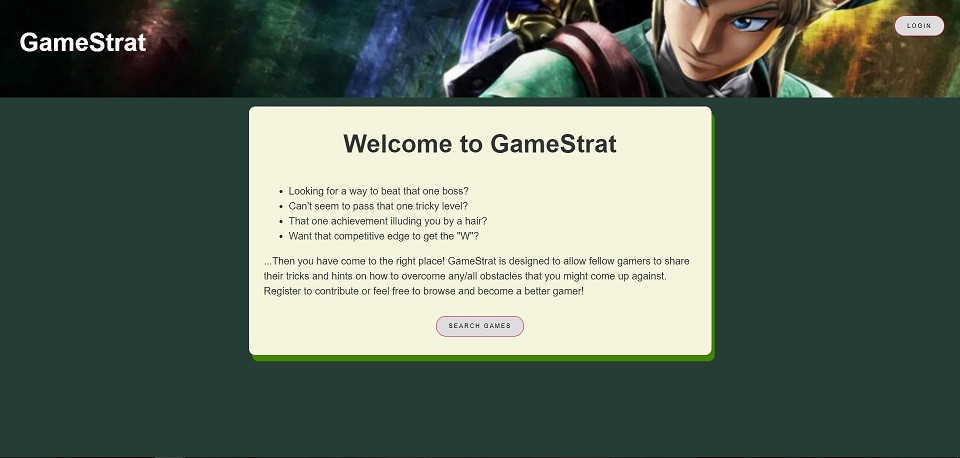 GameStrat
LOGIN
Welcome to GameStrat
Looking for a way to beat that one boss?
Can't seem to pass that one tricky level?
That one achievement illuding you by a hair?
Want that competitive edge to get the "W"?
...Then you have come to the right place! GameStrat is designed to allow fellow gamers to share
their tricks and hints on how to overcome any/all obstacles that you might come up against.
Register to contribute or feel free to browse and become a better gamer!
SEARCH GAMES